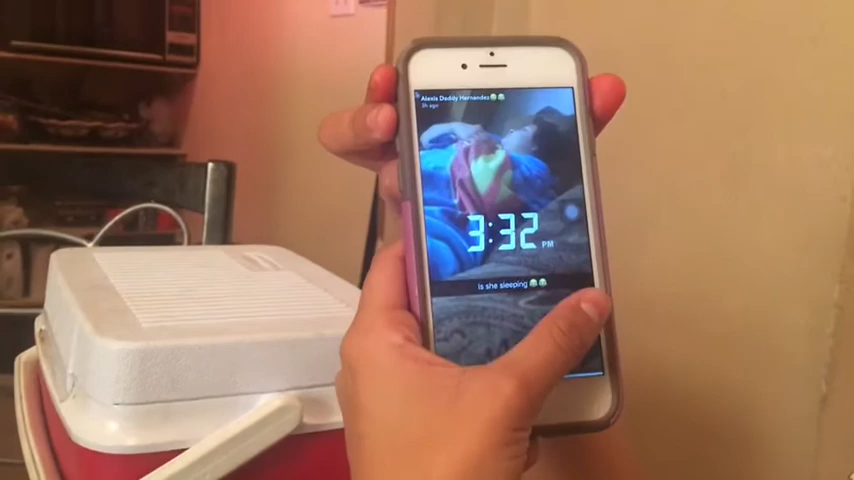 Alexis Daddy Hernandez😂😂
3h ago
3:32 PM
is she sleeping 😂😂